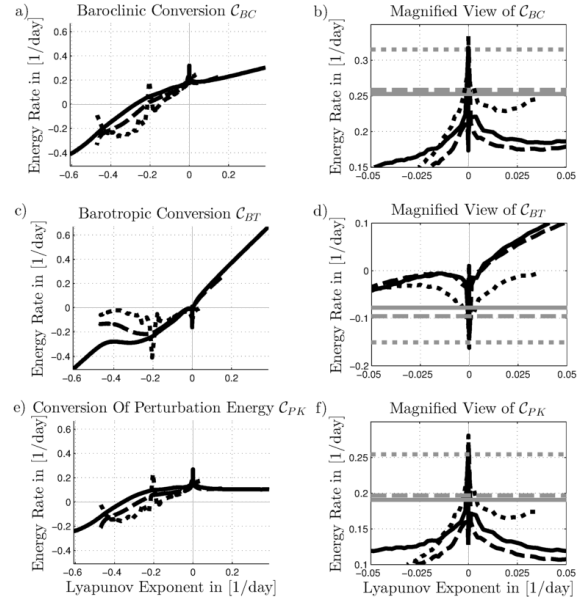 a) Baroclinic Conversion C_BC
Energy Rate in [1/day]
0.6
0.4
0.2
0
−0.2
−0.4
−0.6 −0.4 −0.2 0 0.2
b) Magnified View of C_BC
Energy Rate in [1/day]
0.3
0.25
0.2
0.15
−0.05 −0.025 0 0.025 0.05
c) Barotropic Conversion C_BT
Energy Rate in [1/day]
0.6
0.4
0.2
0
−0.2
−0.4
−0.6 −0.4 −0.2 0 0.2
d) Magnified View of C_BT
Energy Rate in [1/day]
0.1
0
−0.1
−0.2
−0.05 −0.025 0 0.025 0.05
e) Conversion Of Perturbation Energy C_PK
Energy Rate in [1/day]
0.6
0.4
0.2
0
−0.2
−0.4
−0.6 −0.4 −0.2 0 0.2
Lyapunov Exponent in [1/day]
f) Magnified View of C_PK
Energy Rate in [1/day]
0.25
0.2
0.15
0.1
−0.05 −0.025 0 0.025 0.05
Lyapunov Exponent in [1/day]